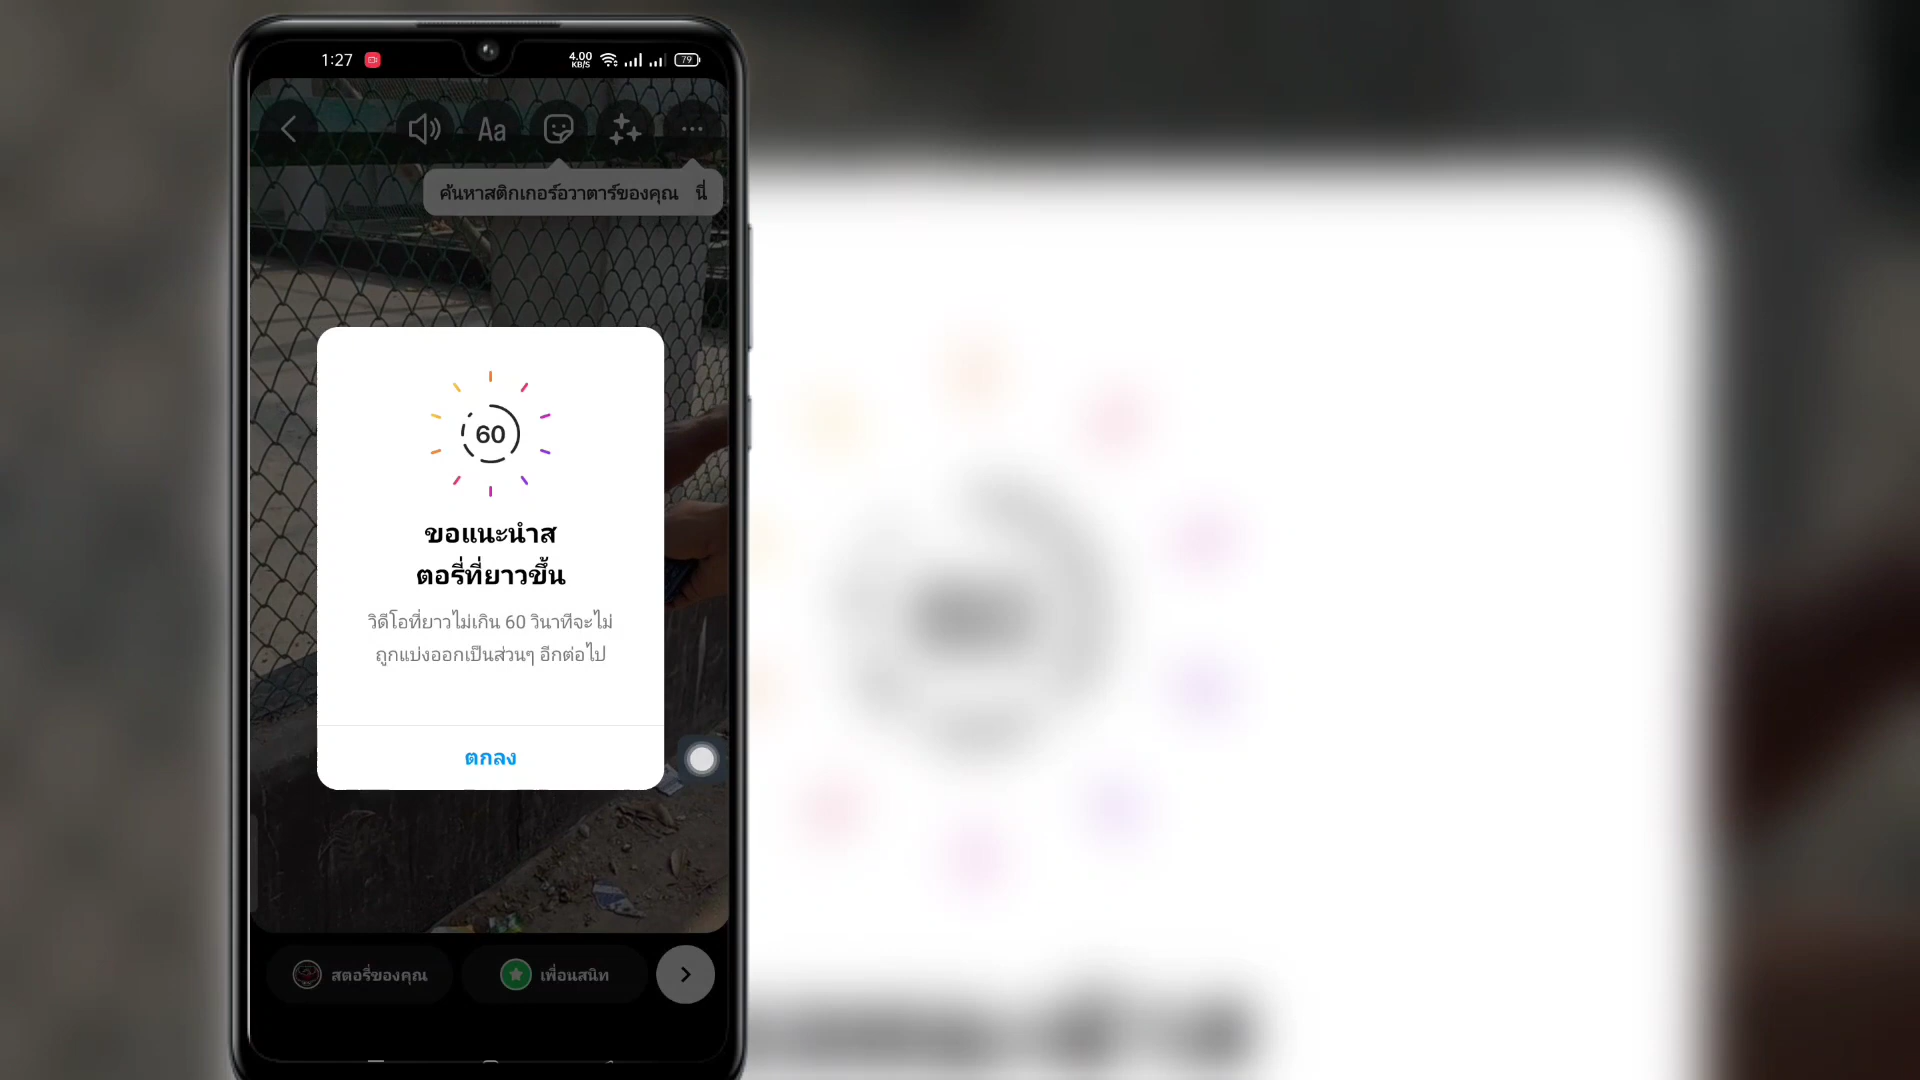 1:27
4.00
KB/S
79
Aa
ค้นหาสติกเกอร์อวาตาร์ของคุณ นี่
60
ขอแนะนำส
ตอรี่ที่ยาวขึ้น
วิดีโอที่ยาวไม่เกิน 60 วินาทีจะไม่
ถูกแบ่งออกเป็นส่วนๆ อีกต่อไป
ตกลง
สตอรี่ของคุณ
เพื่อนสนิท